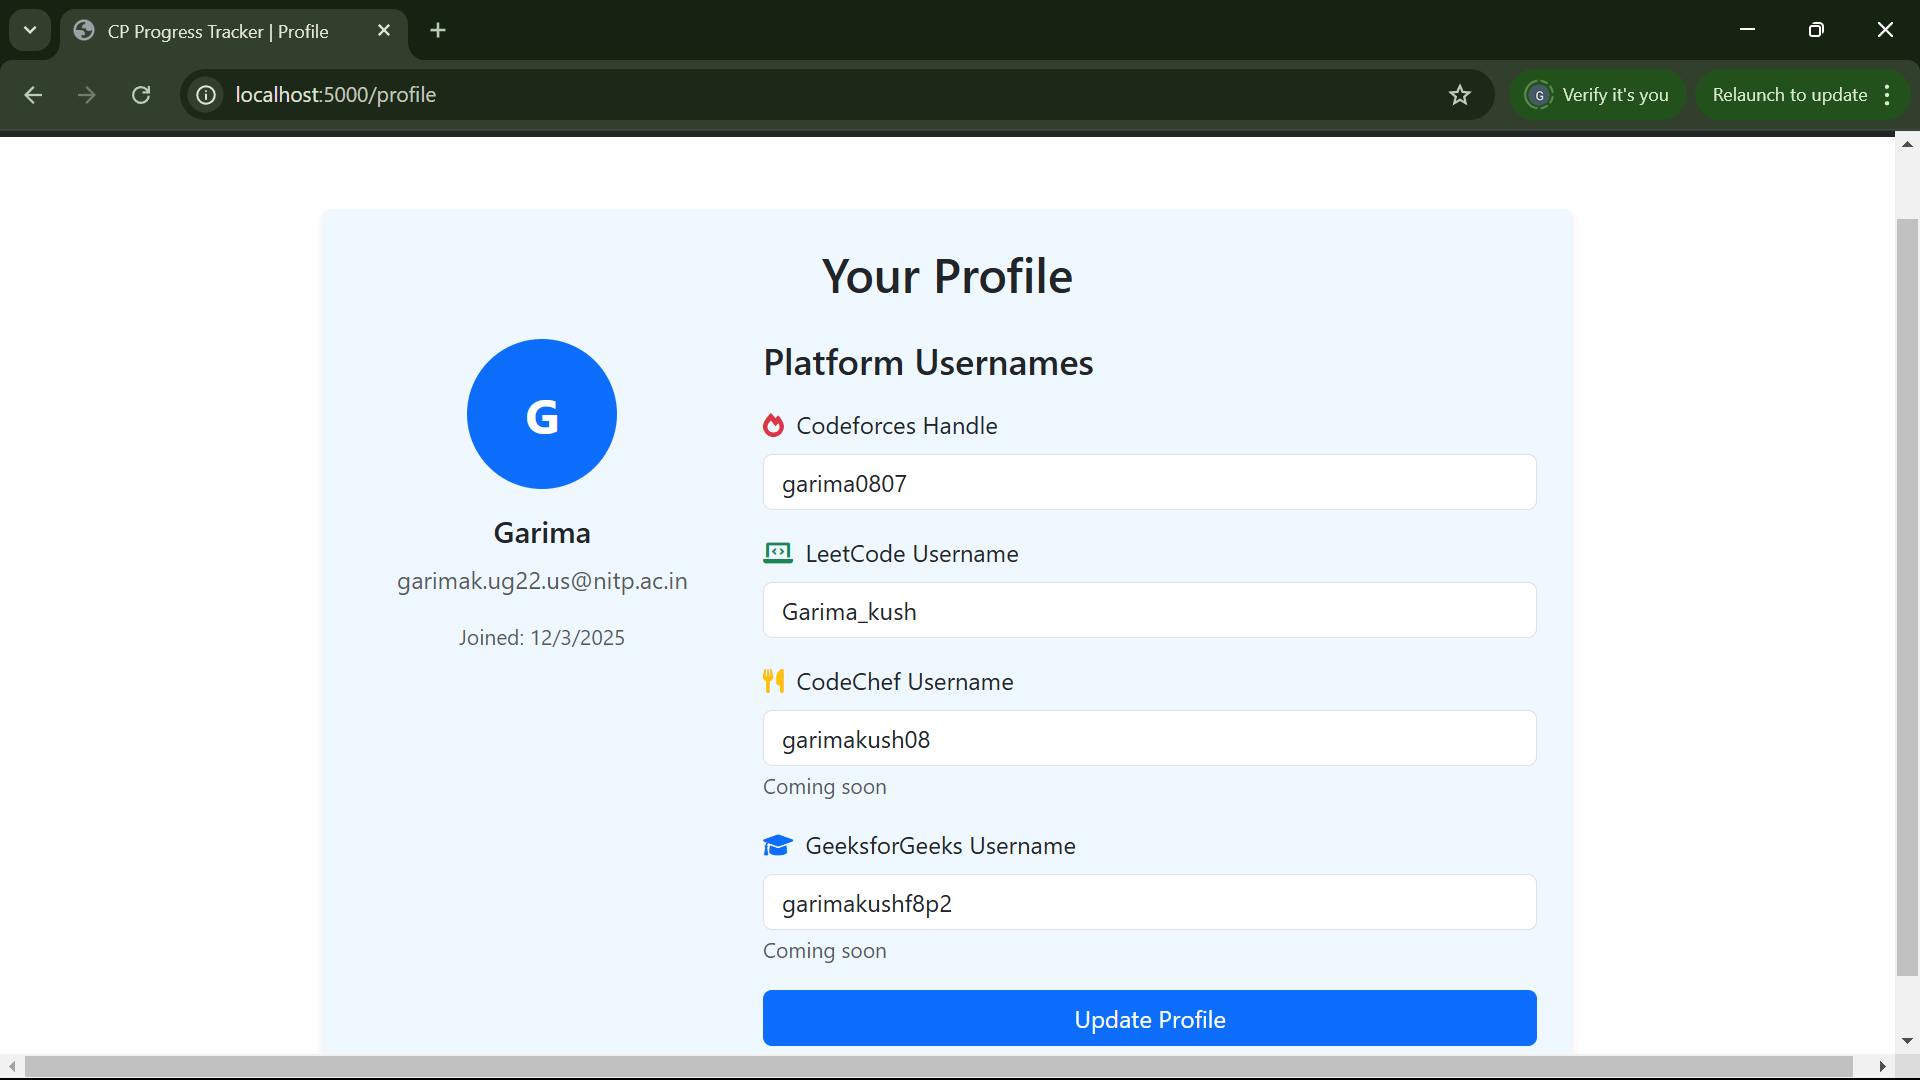 CP Progress Tracker | Profile
localhost:5000/profile
G
Verify it's you
Relaunch to update
Your Profile
G
Garima
garimak.ug22.us@nitp.ac.in
Joined: 12/3/2025
Platform Usernames
Codeforces Handle
garima0807
LeetCode Username
Garima_kush
CodeChef Username
garimakush08
Coming soon
GeeksforGeeks Username
garimakushf8p2
Coming soon
Update Profile